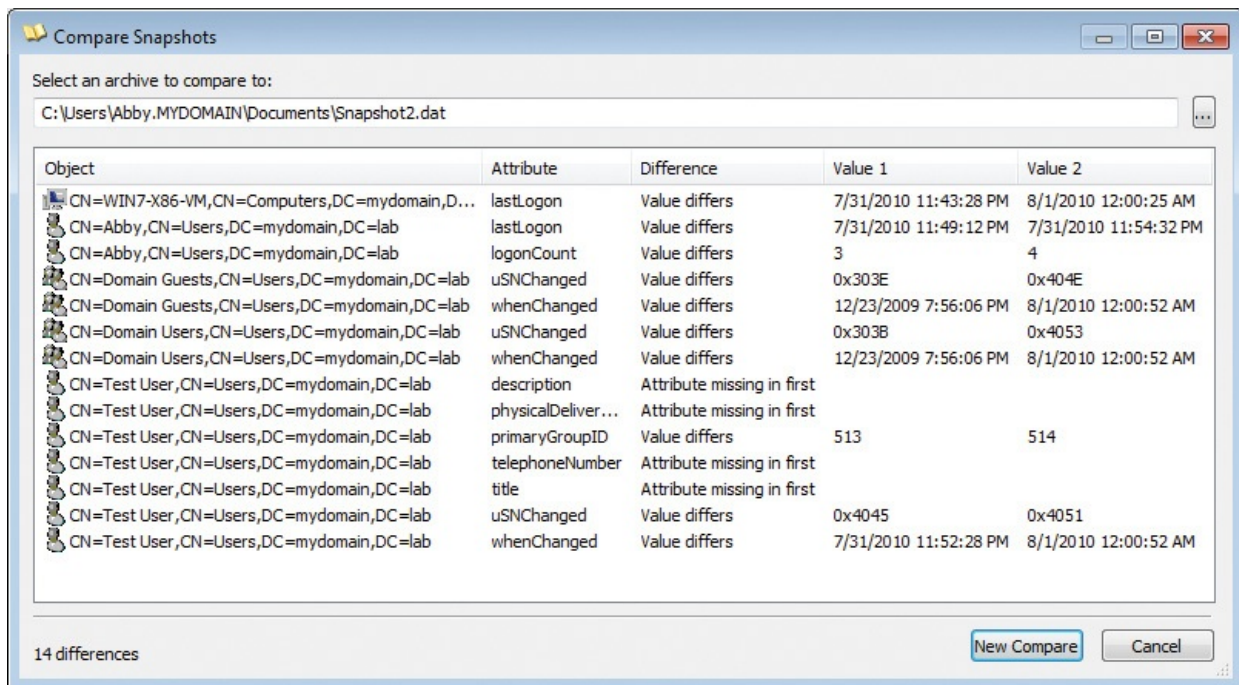 Compare Snapshots
Select an archive to compare to:
C:\Users\Abby.MYDOMAIN\Documents\Snapshot2.dat ...
Object Attribute Difference Value 1 Value 2
CN=WIN7-X86-VM,CN=Computers,DC=mydomain,D... lastLogon Value differs 7/31/2010 11:43:28 PM 8/1/2010 12:00:25 AM
CN=Abby,CN=Users,DC=mydomain,DC=lab lastLogon Value differs 7/31/2010 11:49:12 PM 7/31/2010 11:54:32 PM
CN=Abby,CN=Users,DC=mydomain,DC=lab logonCount Value differs 3 4
CN=Domain Guests,CN=Users,DC=mydomain,DC=lab uSNChanged Value differs 0x303E 0x404E
CN=Domain Guests,CN=Users,DC=mydomain,DC=lab whenChanged Value differs 12/23/2009 7:56:06 PM 8/1/2010 12:00:52 AM
CN=Domain Users,CN=Users,DC=mydomain,DC=lab uSNChanged Value differs 0x303B 0x4053
CN=Domain Users,CN=Users,DC=mydomain,DC=lab whenChanged Value differs 12/23/2009 7:56:06 PM 8/1/2010 12:00:52 AM
CN=Test User,CN=Users,DC=mydomain,DC=lab description Attribute missing in first
CN=Test User,CN=Users,DC=mydomain,DC=lab physicalDeliver... Attribute missing in first
CN=Test User,CN=Users,DC=mydomain,DC=lab primaryGroupID Value differs 513 514
CN=Test User,CN=Users,DC=mydomain,DC=lab telephoneNumber Attribute missing in first
CN=Test User,CN=Users,DC=mydomain,DC=lab title Attribute missing in first
CN=Test User,CN=Users,DC=mydomain,DC=lab uSNChanged Value differs 0x4045 0x4051
CN=Test User,CN=Users,DC=mydomain,DC=lab whenChanged Value differs 7/31/2010 11:52:28 PM 8/1/2010 12:00:52 AM
14 differences New Compare Cancel